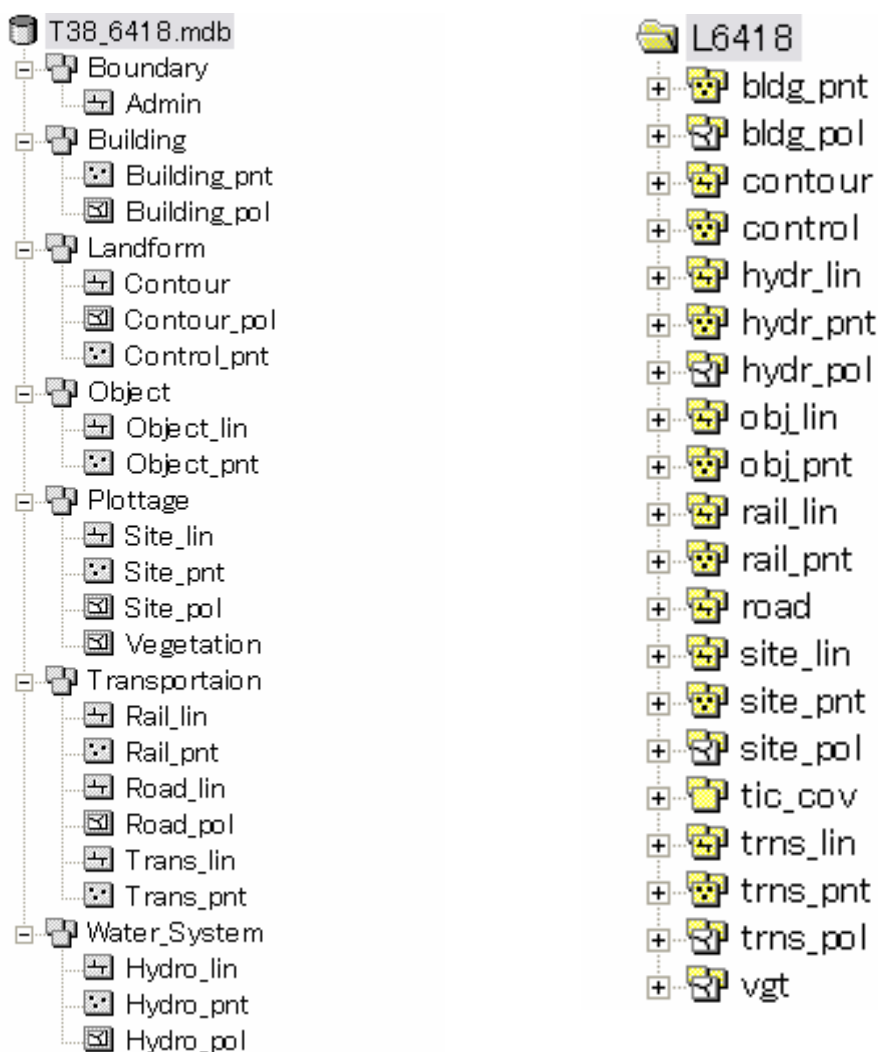 T38_6418.mdb
Boundary
Admin
Building
Building_pnt
Building_pol
Landform
Contour
Contour_pol
Control_pnt
Object
Object_lin
Object_pnt
Plottage
Site_lin
Site_pnt
Site_pol
Vegetation
Transportaion
Rail_lin
Rail_pnt
Road_lin
Road_pol
Trans_lin
Trans_pnt
Water_System
Hydro_lin
Hydro_pnt
Hydro_pol
L6418
bldg_pnt
bldg_pol
contour
control
hydr_lin
hydr_pnt
hydr_pol
obj_lin
obj_pnt
rail_lin
rail_pnt
road
site_lin
site_pnt
site_pol
tic_cov
trns_lin
trns_pnt
trns_pol
vgt